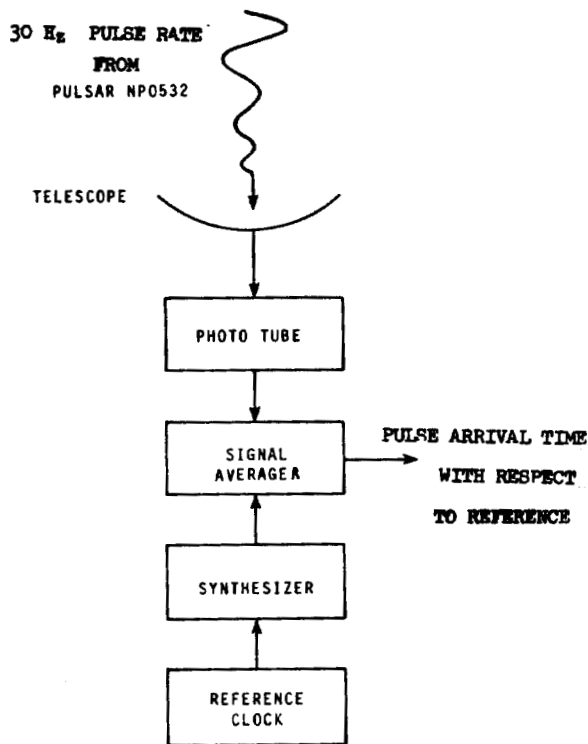 30 Hz PULSE RATE
FROM
PULSAR NP0532
TELESCOPE
PHOTO TUBE
SIGNAL
AVERAGER
PULSE ARRIVAL TIME
WITH RESPECT
TO REFERENCE
SYNTHESIZER
REFERENCE
CLOCK